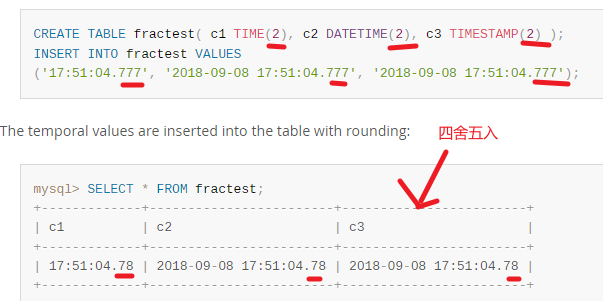 CREATE TABLE fractest( c1 TIME(2), c2 DATETIME(2), c3 TIMESTAMP(2) );
INSERT INTO fractest VALUES
('17:51:04.777', '2018-09-08 17:51:04.777', '2018-09-08 17:51:04.777');
The temporal values are inserted into the table with rounding:
四舍五入
mysql> SELECT * FROM fractest;
+-------------+------------------------+------------------------+
| c1          | c2                     | c3                     |
+-------------+------------------------+------------------------+
| 17:51:04.78 | 2018-09-08 17:51:04.78 | 2018-09-08 17:51:04.78 |
+-------------+------------------------+------------------------+